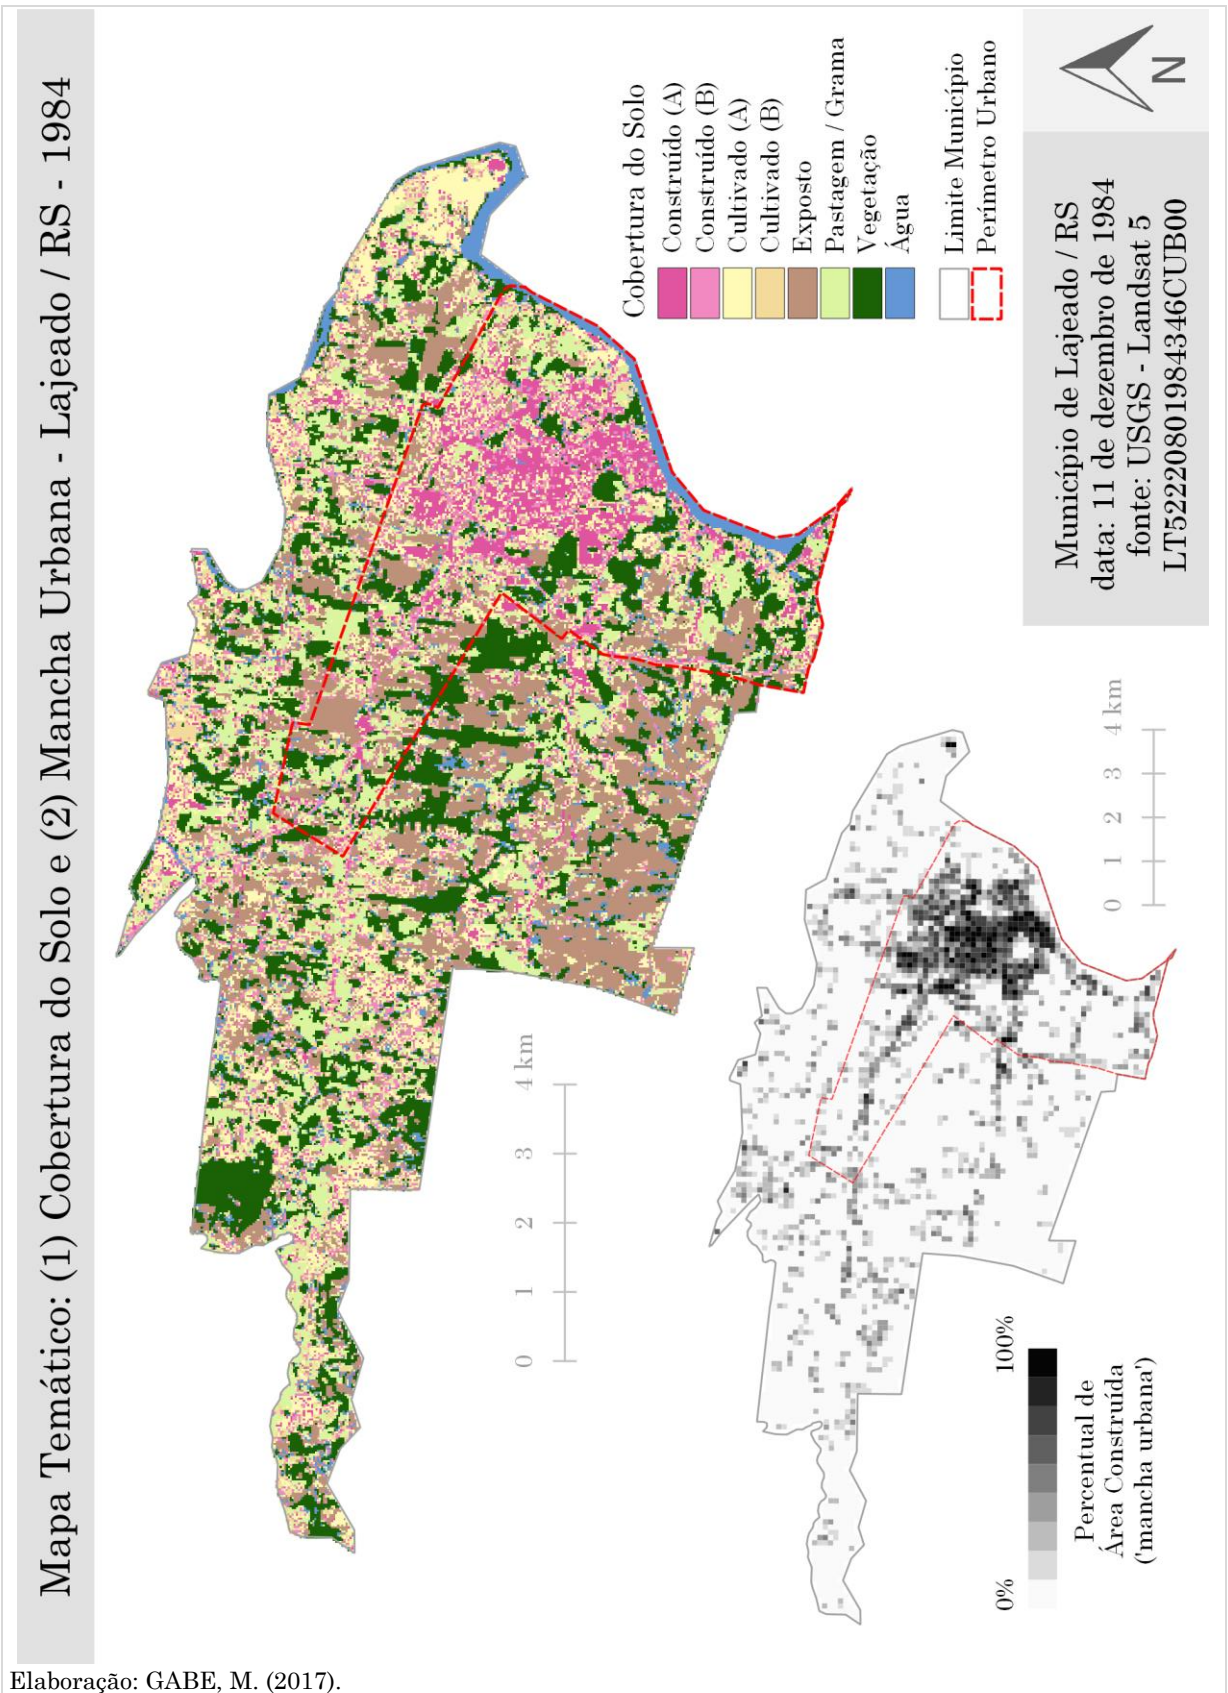 Mapa Temático: (1) Cobertura do Solo e (2) Mancha Urbana - Lajeado / RS - 1984
Cobertura do Solo
Construído (A)
Construído (B)
Cultivado (A)
Cultivado (B)
Exposto
Pastagem / Grama
Vegetação
Água
Limite Município
Perímetro Urbano
N
Município de Lajeado / RS
data: 11 de dezembro de 1984
fonte: USGS - Landsat 5
LT52220801984346CUB00
0 1 2 3 4 km
0 1 2 3 4 km
0% 100%
Percentual de
Área Construída
('mancha urbana')
Elaboração: GABE, M. (2017).